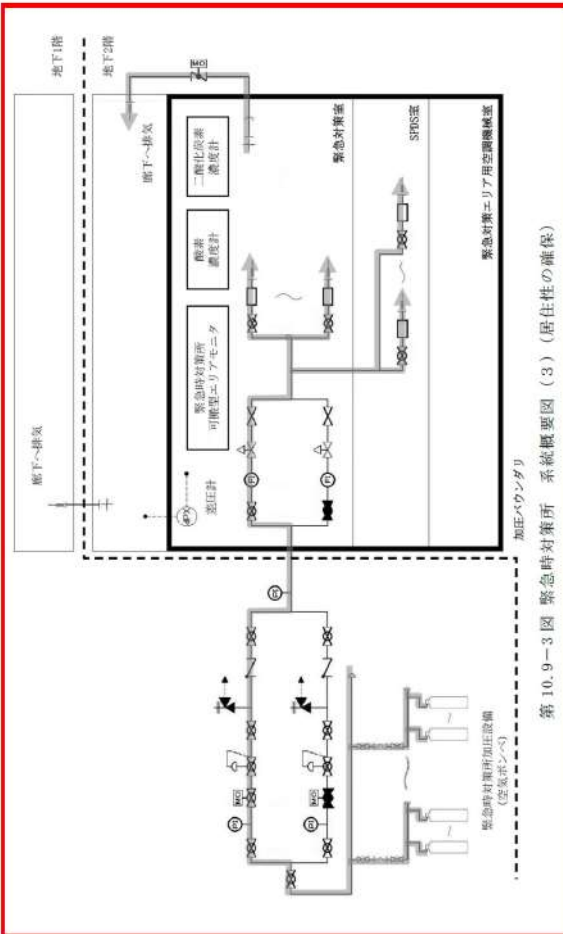 地下1階
地下2階
廊下へ排気
廊下へ排気
MO
二酸化炭素
濃度計
酸素
濃度計
緊急時対策所
可搬型エリアモニタ
差圧計
dPX
緊急対策室
SPDS室
緊急対策エリア用空調機械室
PI
PI
加圧バウンダリ
PI
MO
PI
MO
PI
緊急時対策所加圧設備
(空気ボンベ)
第 10.9-3 図 緊急時対策所 系統概要図 (3) (居住性の確保)